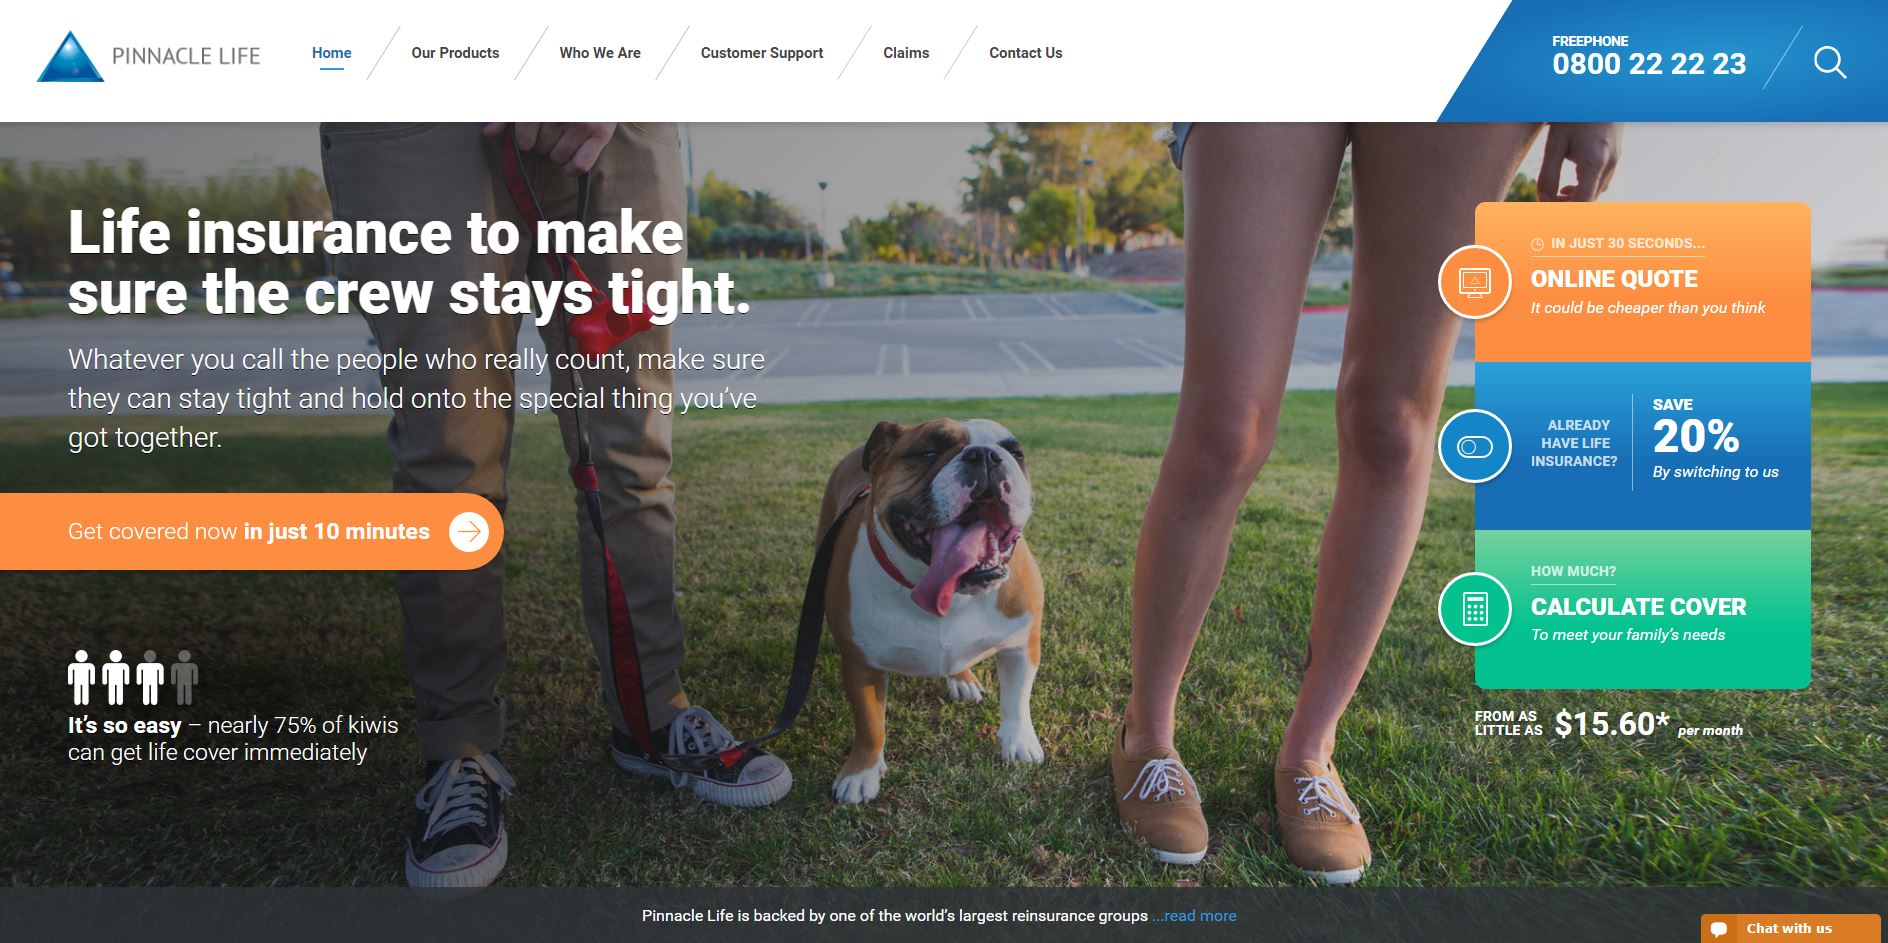 PINNACLE LIFE
Home
Our Products
Who We Are
Customer Support
Claims
Contact Us
FREEPHONE
0800 22 22 23
Life insurance to make
sure the crew stays tight.
Whatever you call the people who really count, make sure
they can stay tight and hold onto the special thing you’ve
got together.
Get covered now in just 10 minutes
It’s so easy – nearly 75% of kiwis
can get life cover immediately
IN JUST 30 SECONDS...
ONLINE QUOTE
It could be cheaper than you think
ALREADY
HAVE LIFE
INSURANCE?
SAVE
20%
By switching to us
HOW MUCH?
CALCULATE COVER
To meet your family’s needs
FROM AS
LITTLE AS
$15.60* per month
Pinnacle Life is backed by one of the world’s largest reinsurance groups ...read more
Chat with us